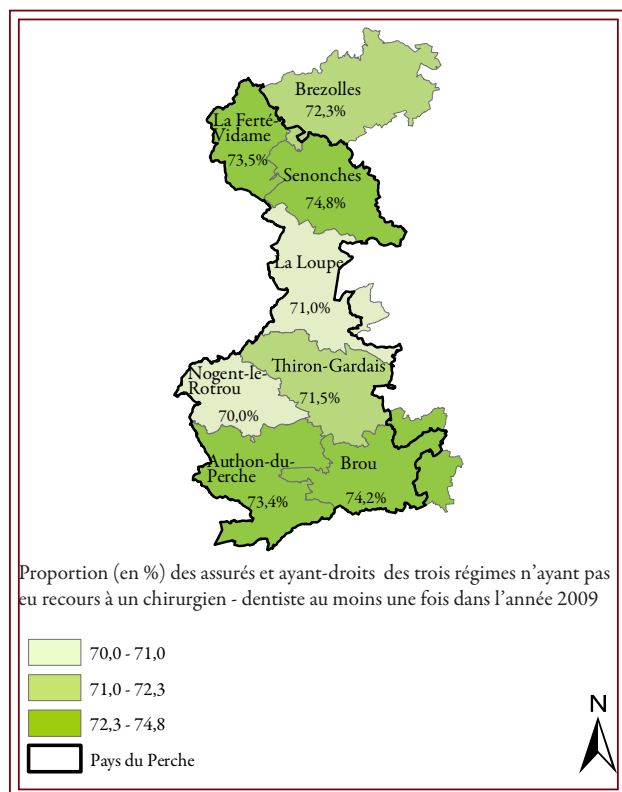 Brezolles
72,3%
La Ferté-
Vidame
73,5%
Senonches
74,8%
La Loupe
71,0%
Thiron-Gardais
71,5%
Nogent-le-
Rotrou
70,0%
Authon-du-
Perche
73,4%
Brou
74,2%
Proportion (en %) des assurés et ayant-droits des trois régimes n'ayant pas
eu recours à un chirurgien - dentiste au moins une fois dans l'année 2009
70,0 - 71,0
71,0 - 72,3
72,3 - 74,8
Pays du Perche
N